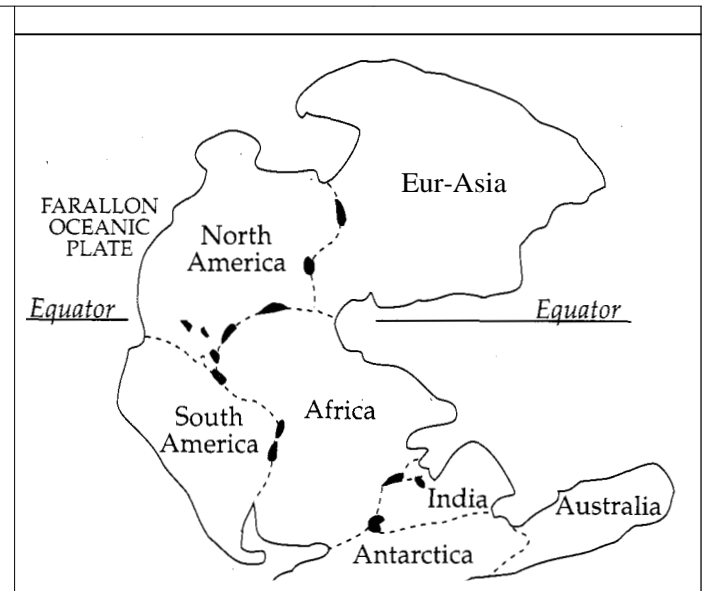 Eur-Asia
FARALLON
OCEANIC
PLATE
North
America
Equator
Equator
South
America
Africa
India
Australia
Antarctica